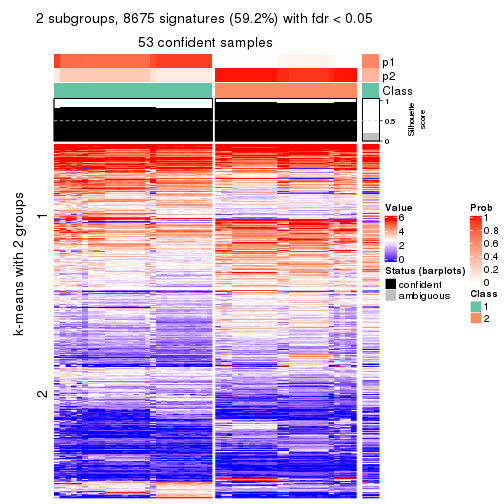 2 subgroups, 8675 signatures (59.2%) with fdr < 0.05
53 confident samples
p1
p2
Class
1
0.5
0
Silhouette
score
k-means with 2 groups
1
2
Value
6
4
2
0
Status (barplots)
confident
ambiguous
Prob
1
0.8
0.6
0.4
0.2
0
Class
1
2